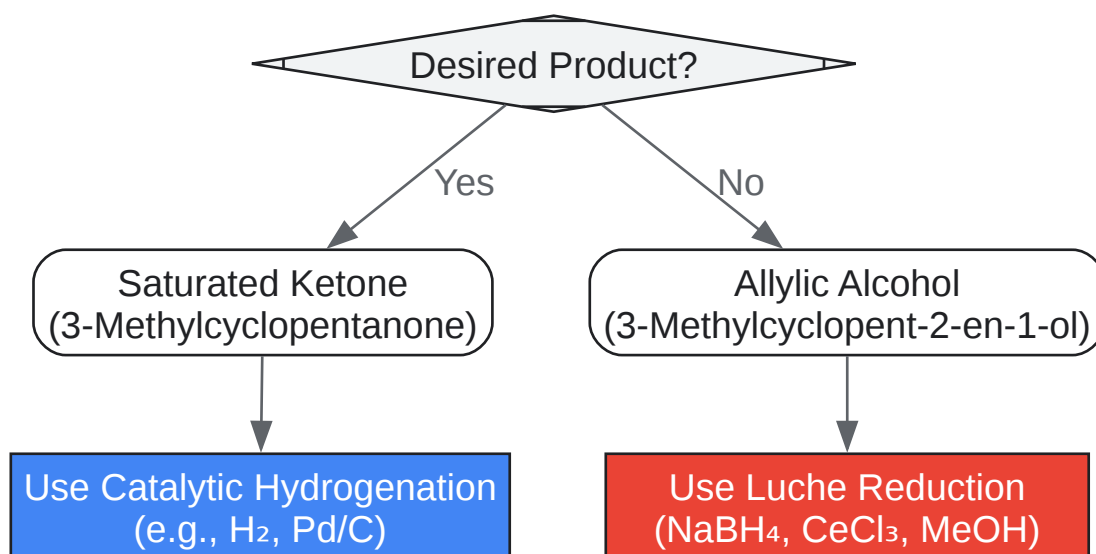 Desired Product?
Yes
No
Saturated Ketone
(3-Methylcyclopentanone)
Allylic Alcohol
(3-Methylcyclopent-2-en-1-ol)
Use Catalytic Hydrogenation
(e.g., H₂, Pd/C)
Use Luche Reduction
(NaBH₄, CeCl₃, MeOH)